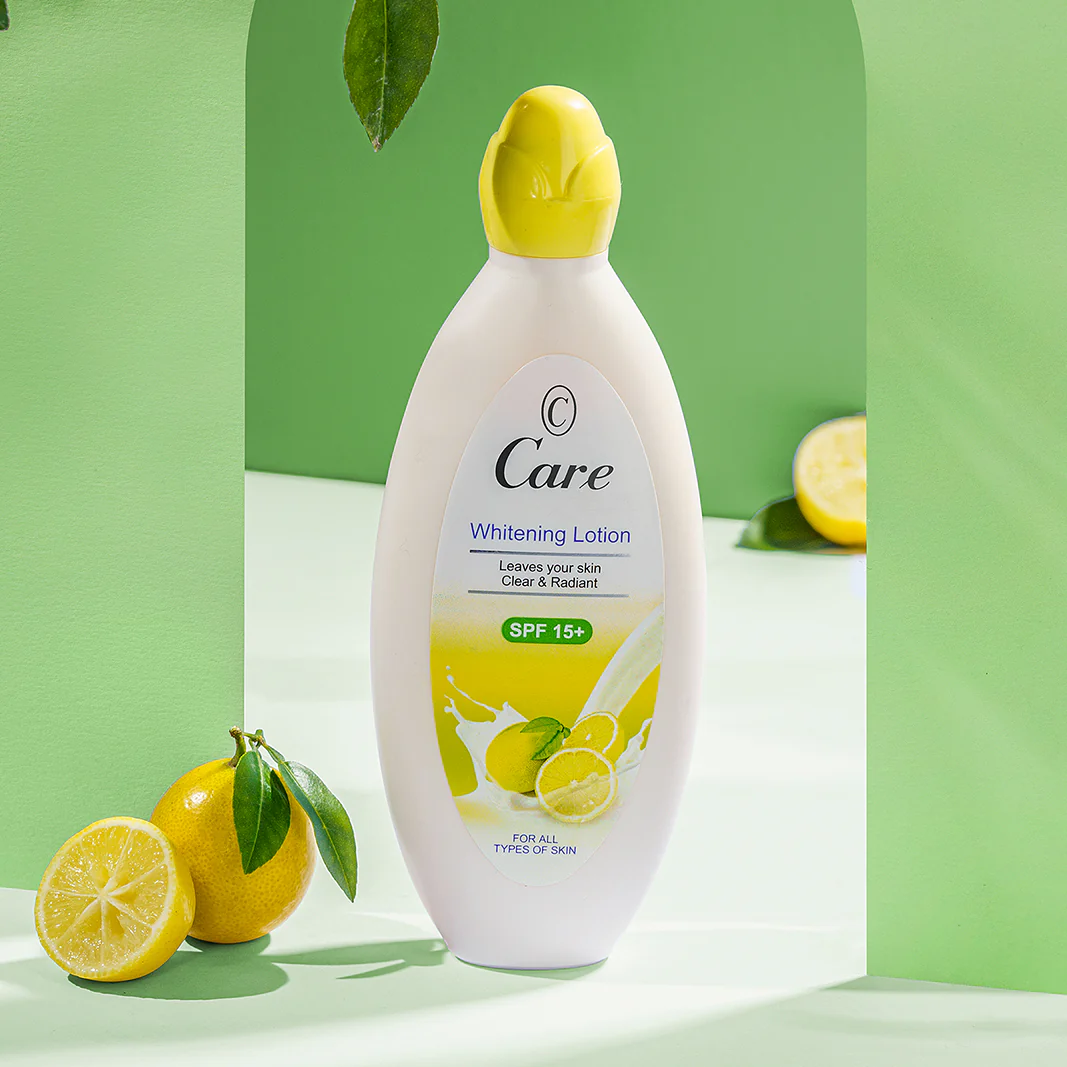 C
Care
Whitening Lotion
Leaves your skin
Clear & Radiant
SPF 15+
FOR ALL
TYPES OF SKIN